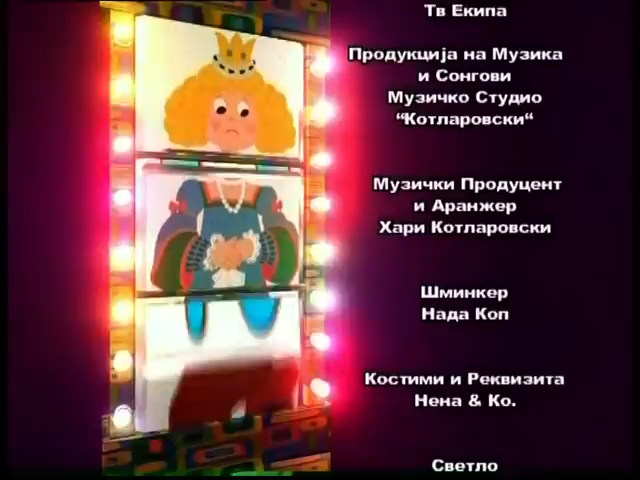 Тв Екипа
Продукција на Музика
и Сонгови
Музичко Студио
“Котларовски“
Музички Продуцент
и Аранжер
Хари Котларовски
Шминкер
Нада Коп
Костими и Реквизита
Нена & Ко.
Светло